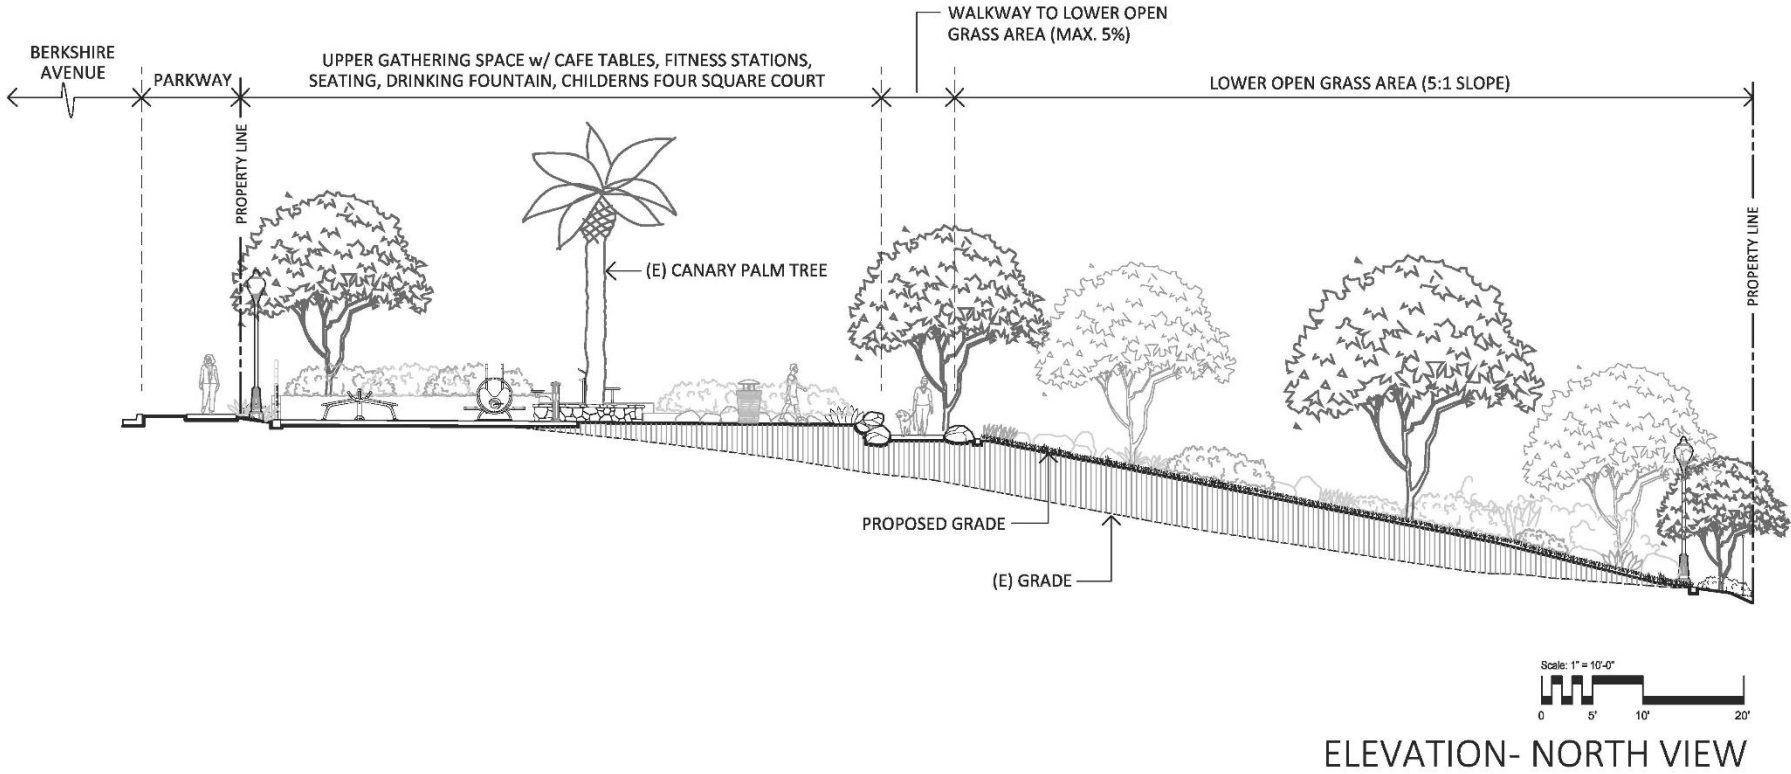 WALKWAY TO LOWER OPEN
GRASS AREA (MAX. 5%)
BERKSHIRE
AVENUE
PARKWAY
UPPER GATHERING SPACE w/ CAFE TABLES, FITNESS STATIONS,
SEATING, DRINKING FOUNTAIN, CHILDERNS FOUR SQUARE COURT
LOWER OPEN GRASS AREA (5:1 SLOPE)
PROPERTY LINE
(E) CANARY PALM TREE
PROPERTY LINE
PROPOSED GRADE
(E) GRADE
Scale: 1" = 10'-0"
0 5' 10' 20'
ELEVATION- NORTH VIEW